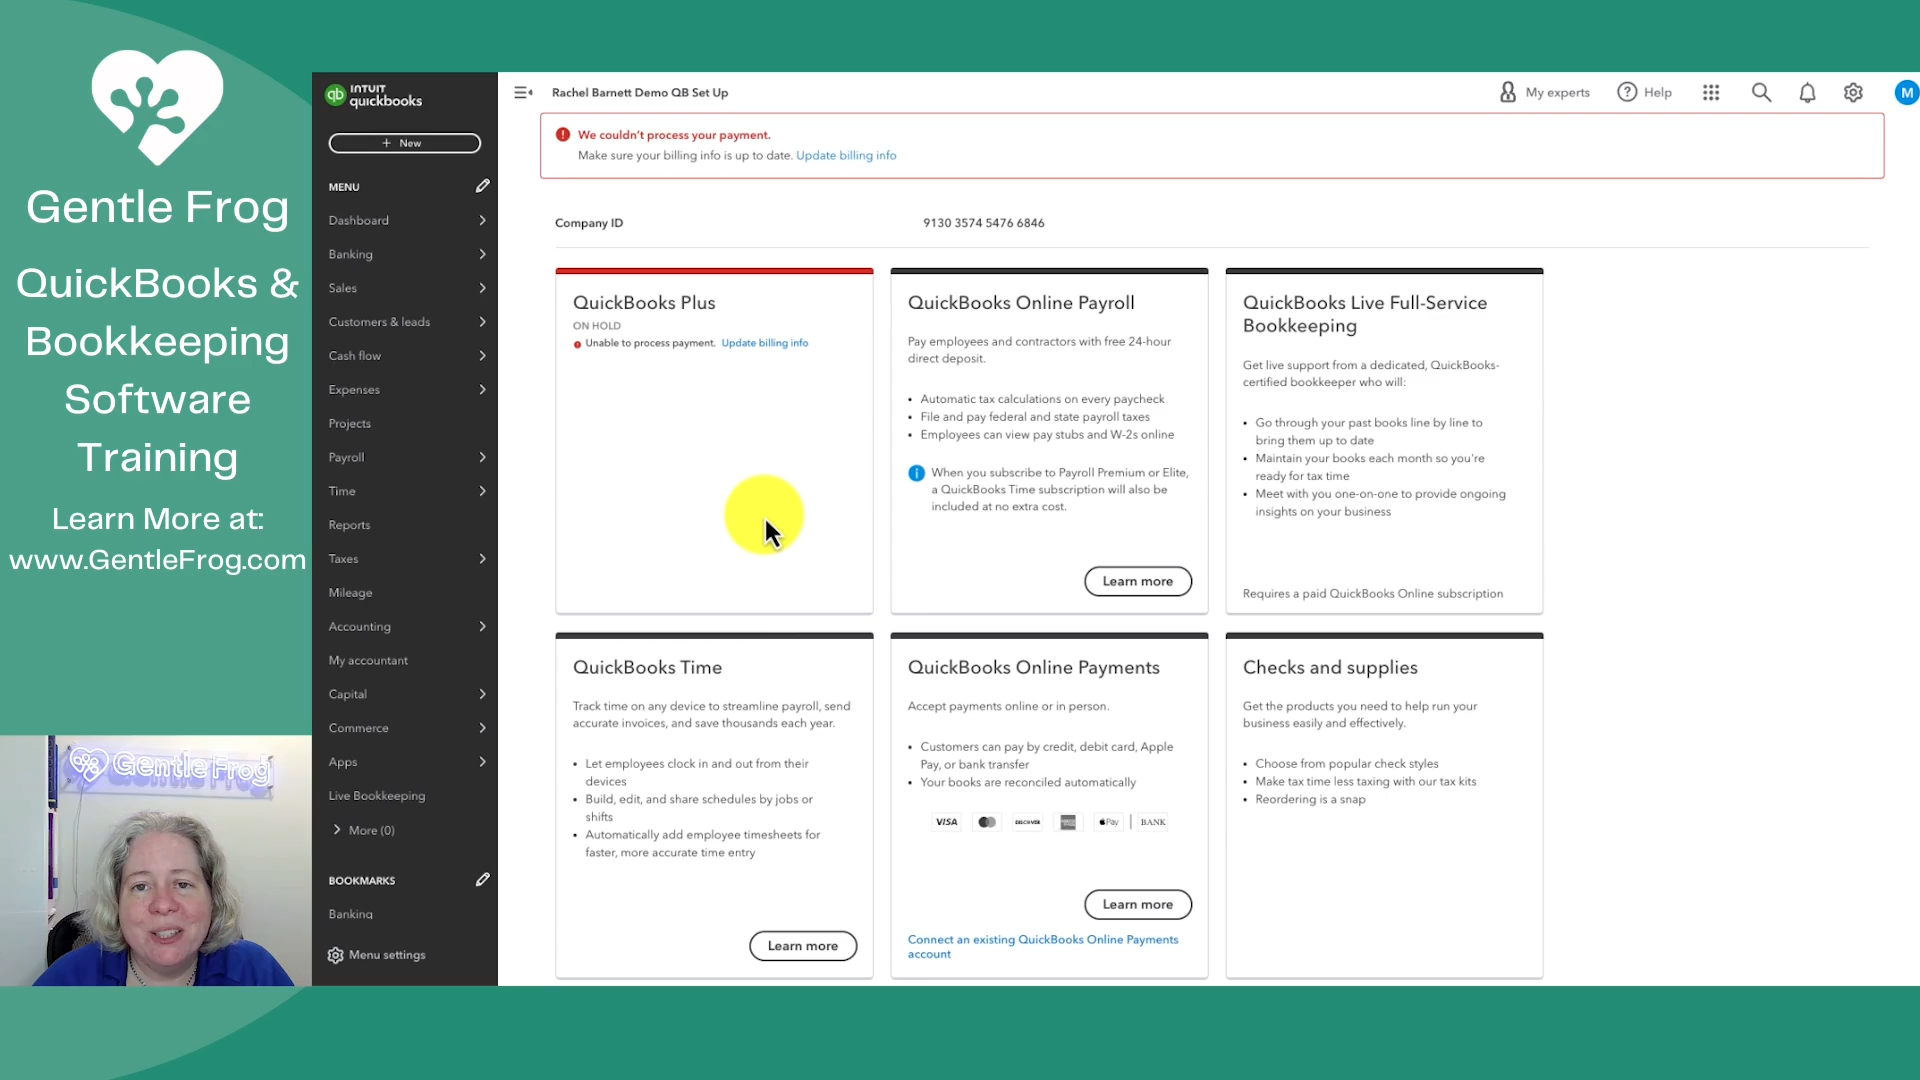 Gentle Frog
QuickBooks &
Bookkeeping
Software
Training
Learn More at:
www.GentleFrog.com
Gentle Frog
qb INTUIT
quickbooks
+ New
MENU
Dashboard
Banking
Sales
Customers & leads
Cash flow
Expenses
Projects
Payroll
Time
Reports
Taxes
Mileage
Accounting
My accountant
Capital
Commerce
Apps
Live Bookkeeping
More (0)
BOOKMARKS
Banking
Menu settings
Rachel Barnett Demo QB Set Up
My experts
? Help
M
! We couldn't process your payment.
Make sure your billing info is up to date. Update billing info
Company ID 9130 3574 5476 6846
QuickBooks Plus
ON HOLD
! Unable to process payment. Update billing info
QuickBooks Online Payroll
Pay employees and contractors with free 24-hour
direct deposit.
• Automatic tax calculations on every paycheck
• File and pay federal and state payroll taxes
• Employees can view pay stubs and W-2s online
i When you subscribe to Payroll Premium or Elite,
a QuickBooks Time subscription will also be
included at no extra cost.
Learn more
QuickBooks Live Full-Service
Bookkeeping
Get live support from a dedicated, QuickBooks-
certified bookkeeper who will:
• Go through your past books line by line to
bring them up to date
• Maintain your books each month so you're
ready for tax time
• Meet with you one-on-one to provide ongoing
insights on your business
Requires a paid QuickBooks Online subscription
QuickBooks Time
Track time on any device to streamline payroll, send
accurate invoices, and save thousands each year.
• Let employees clock in and out from their
devices
• Build, edit, and share schedules by jobs or
shifts
• Automatically add employee timesheets for
faster, more accurate time entry
Learn more
QuickBooks Online Payments
Accept payments online or in person.
• Customers can pay by credit, debit card, Apple
Pay, or bank transfer
• Your books are reconciled automatically
VISA DISCOVER Pay | BANK
Learn more
Connect an existing QuickBooks Online Payments
account
Checks and supplies
Get the products you need to help run your
business easily and effectively.
• Choose from popular check styles
• Make tax time less taxing with our tax kits
• Reordering is a snap